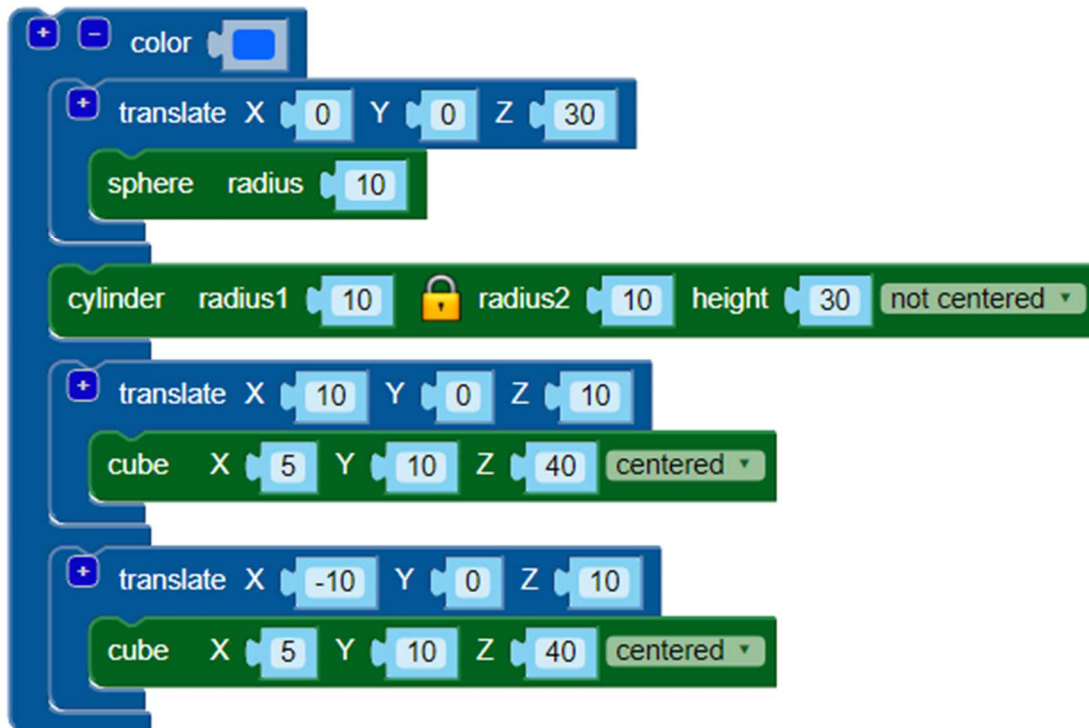 + − color
+ translate X 0 Y 0 Z 30
sphere radius 10
cylinder radius1 10 radius2 10 height 30 not centered
+ translate X 10 Y 0 Z 10
cube X 5 Y 10 Z 40 centered
+ translate X -10 Y 0 Z 10
cube X 5 Y 10 Z 40 centered